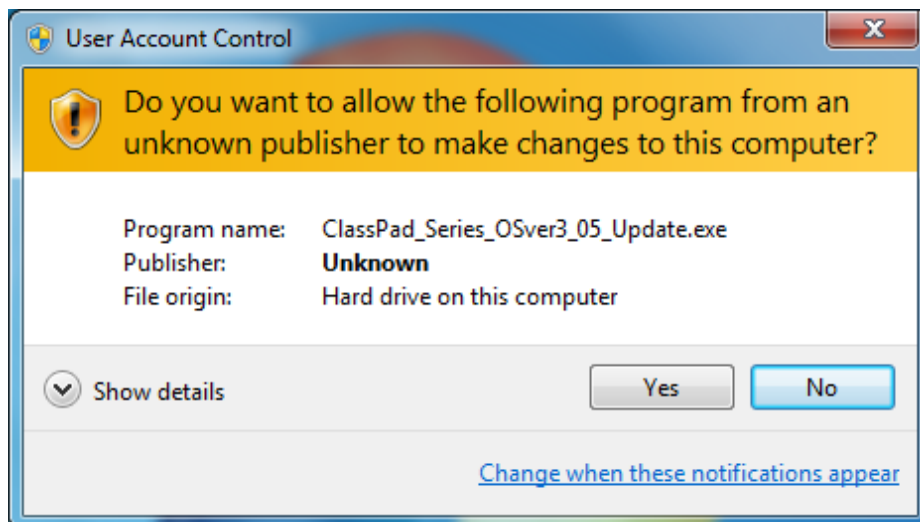 User Account Control
Do you want to allow the following program from an
unknown publisher to make changes to this computer?
Program name: ClassPad_Series_OSver3_05_Update.exe
Publisher: Unknown
File origin: Hard drive on this computer
Show details
Yes No
Change when these notifications appear